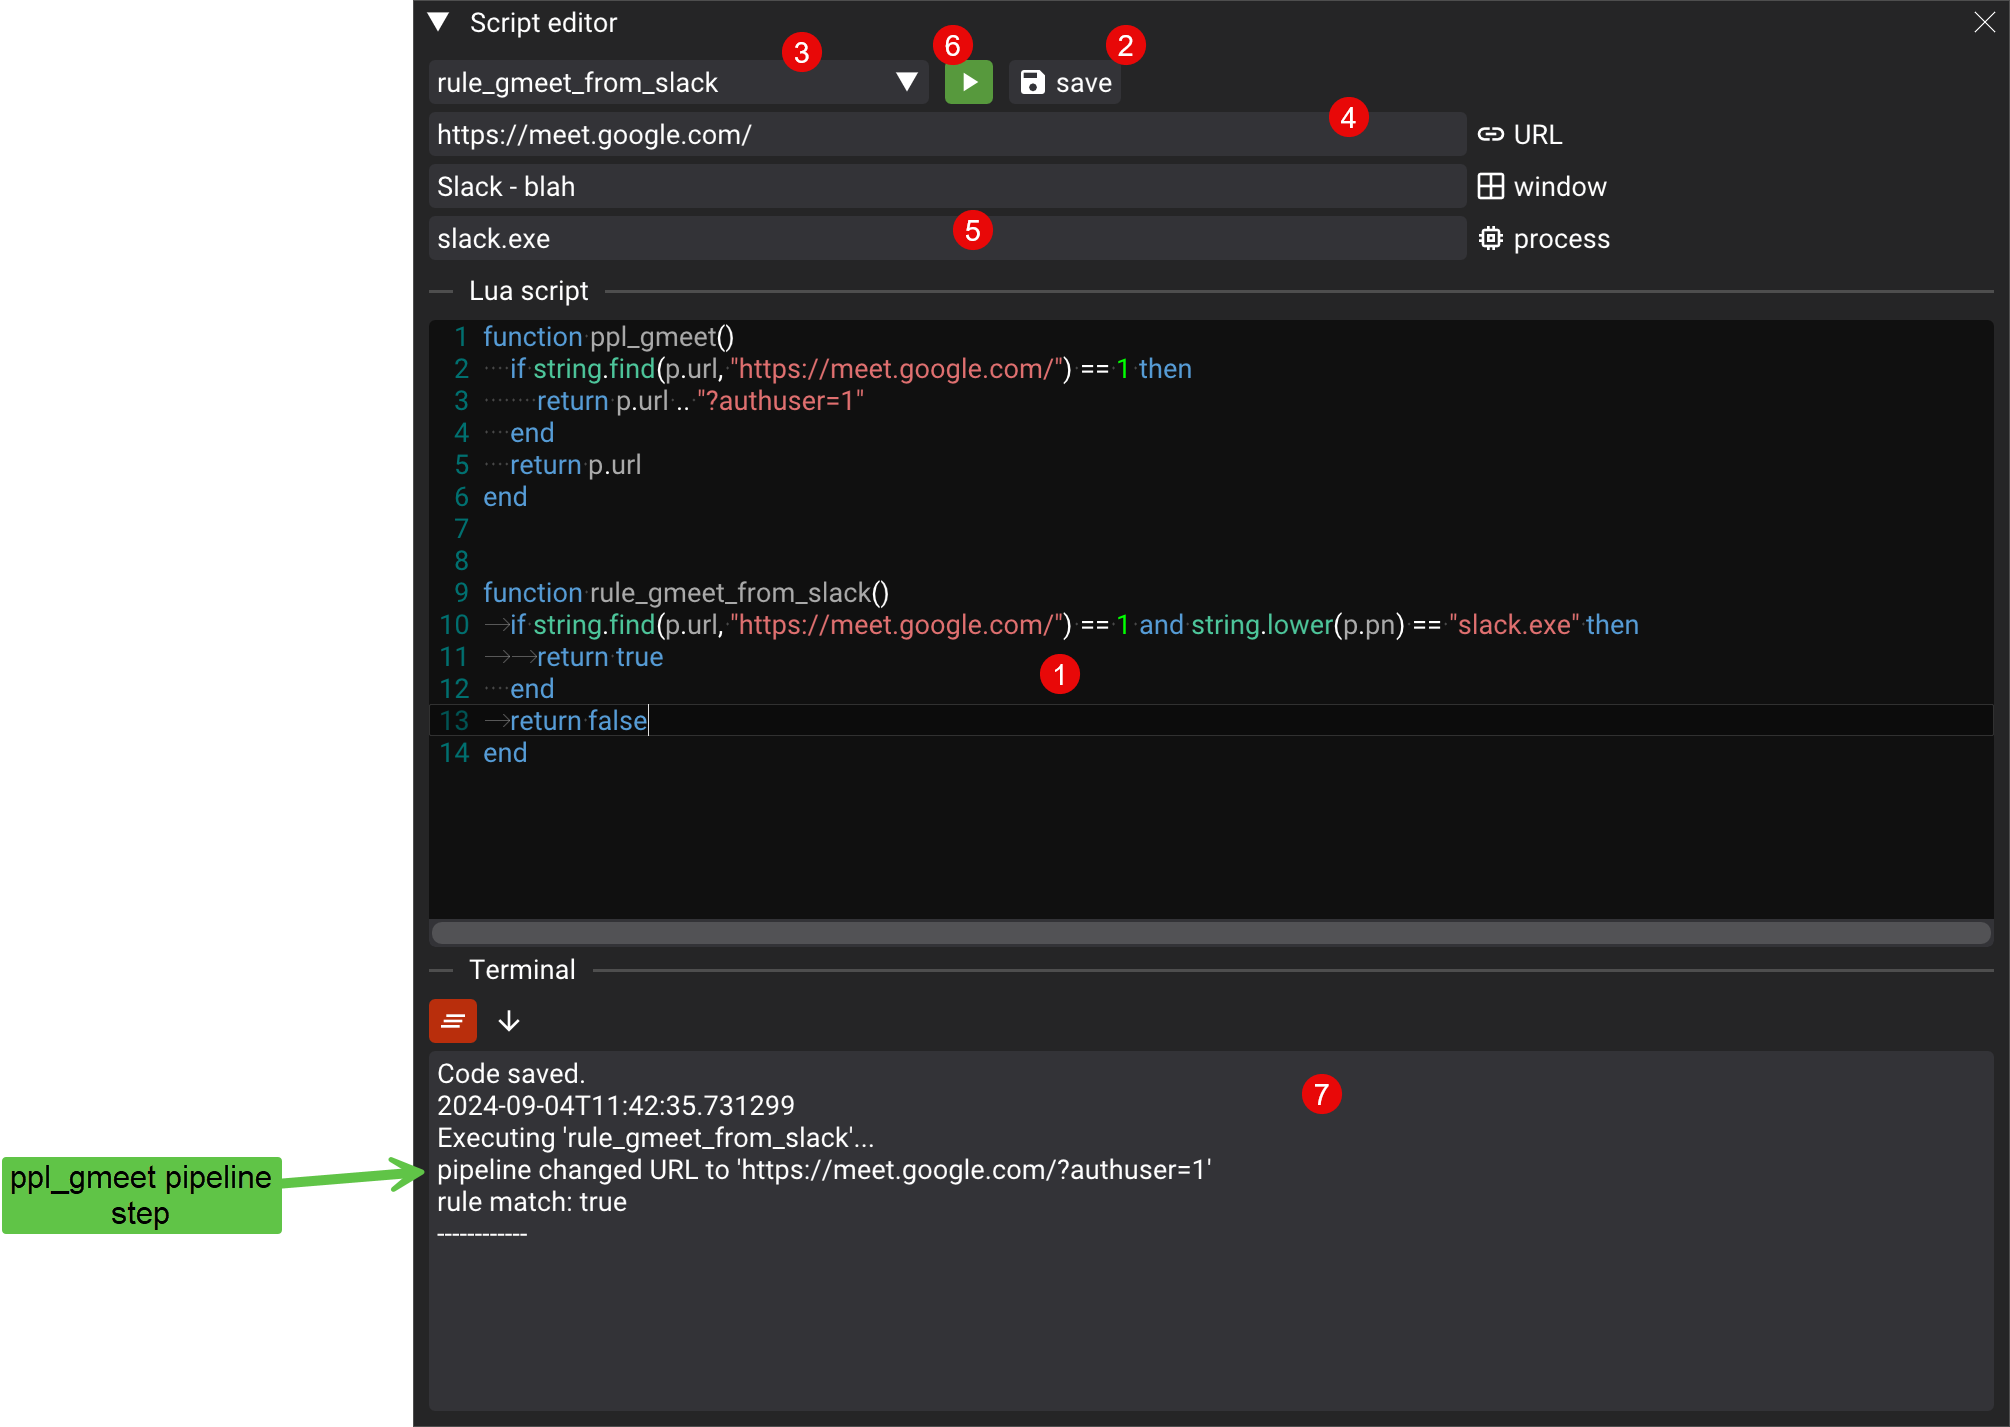 Script editor
3
6
2
rule_gmeet_from_slack
save
4
https://meet.google.com/
URL
Slack - blah
window
5
slack.exe
process
Lua script
1 function ppl_gmeet()
2 if string.find(p.url, "https://meet.google.com/") == 1 then
3 return p.url .. "?authuser=1"
4 end
5 return p.url
6 end
7
8
9 function rule_gmeet_from_slack()
10 if string.find(p.url, "https://meet.google.com/") == 1 and string.lower(p.pn) == "slack.exe" then
11 return true
1
12 end
13 return false
14 end
Terminal
Code saved.
7
2024-09-04T11:42:35.731299
Executing 'rule_gmeet_from_slack'...
pipeline changed URL to 'https://meet.google.com/?authuser=1'
rule match: true
------------
ppl_gmeet pipeline
step